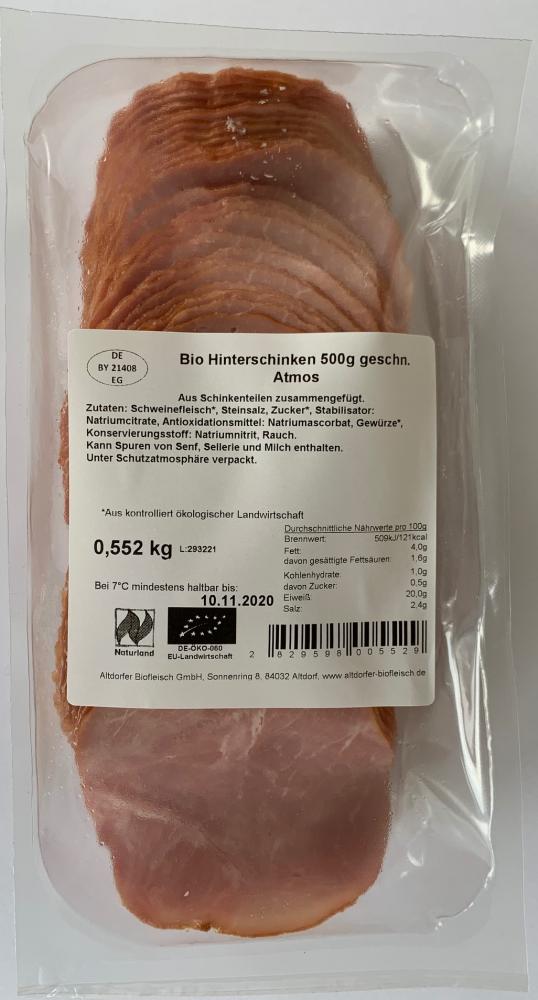 DE
BY 21408
EG
Bio Hinterschinken 500g geschn.
Atmos
Aus Schinkenteilen zusammengefügt.
Zutaten: Schweinefleisch*, Steinsalz, Zucker*, Stabilisator:
Natriumcitrate, Antioxidationsmittel: Natriumascorbat, Gewürze*,
Konservierungsstoff: Natriumnitrit, Rauch.
Kann Spuren von Senf, Sellerie und Milch enthalten.
Unter Schutzatmosphäre verpackt.
*Aus kontrolliert ökologischer Landwirtschaft
0,552 kg L:293221
Durchschnittliche Nährwerte pro 100g
Brennwert: 509kJ/121kcal
Fett: 4,0g
davon gesättigte Fettsäuren: 1,6g
Kohlenhydrate: 1,0g
davon Zucker: 0,5g
Eiweiß: 20,0g
Salz: 2,4g
Bei 7°C mindestens haltbar bis:
10.11.2020
Naturland
DE-ÖKO-060
EU-Landwirtschaft
2 829598 005529
Altdorfer Biofleisch GmbH, Sonnenring 8, 84032 Altdorf, www.altdorfer-biofleisch.de